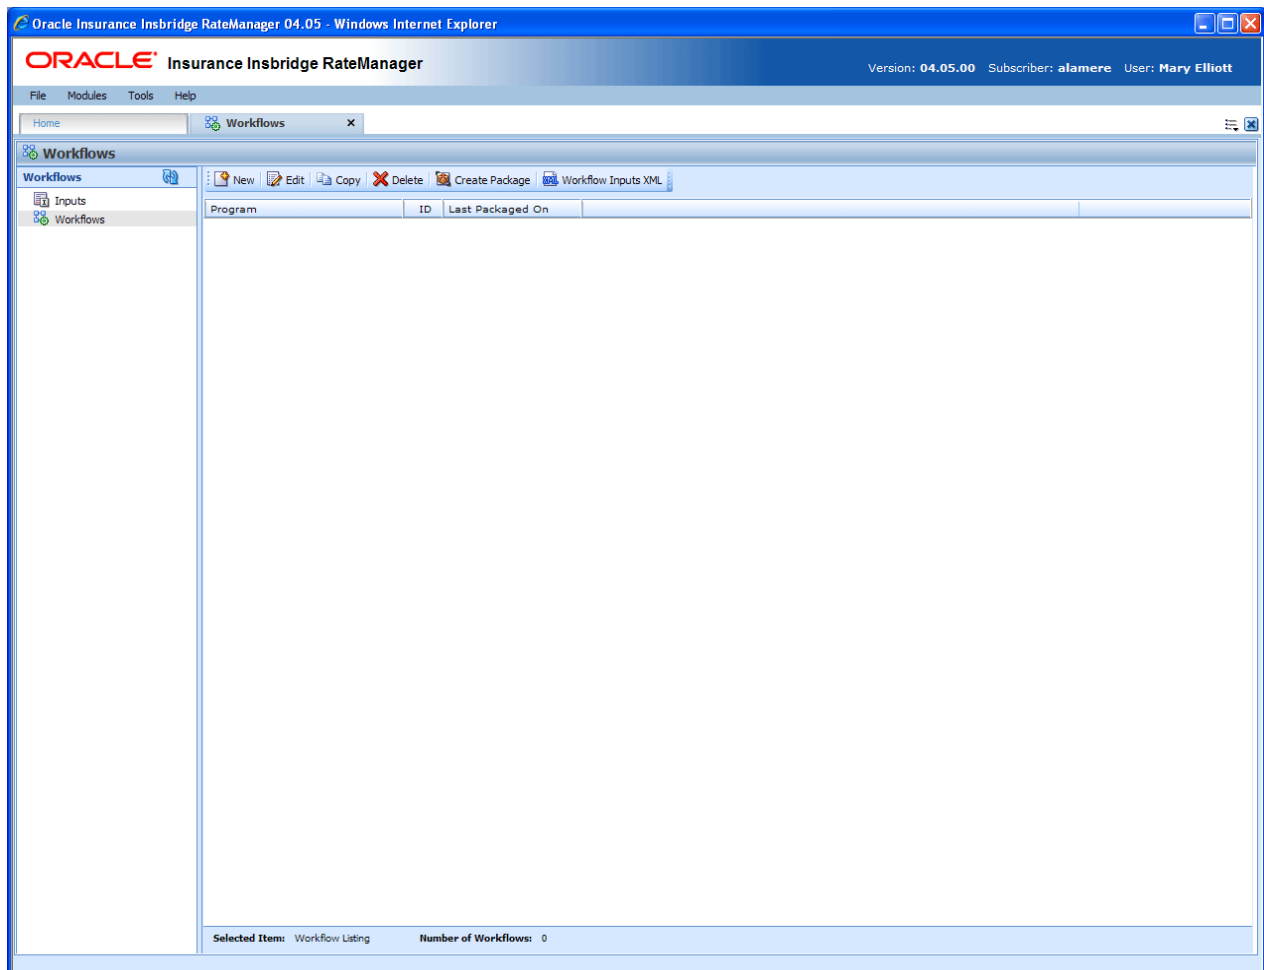 Oracle Insurance Insbridge RateManager 04.05 - Windows Internet Explorer
ORACLE Insurance Insbridge RateManager
Version: 04.05.00 Subscriber: alamere User: Mary Elliott
File Modules Tools Help
Home Workflows
Workflows
Workflows
New Edit Copy Delete Create Package Workflow Inputs XML
Inputs
Workflows
Program ID Last Packaged On
Selected Item: Workflow Listing Number of Workflows: 0